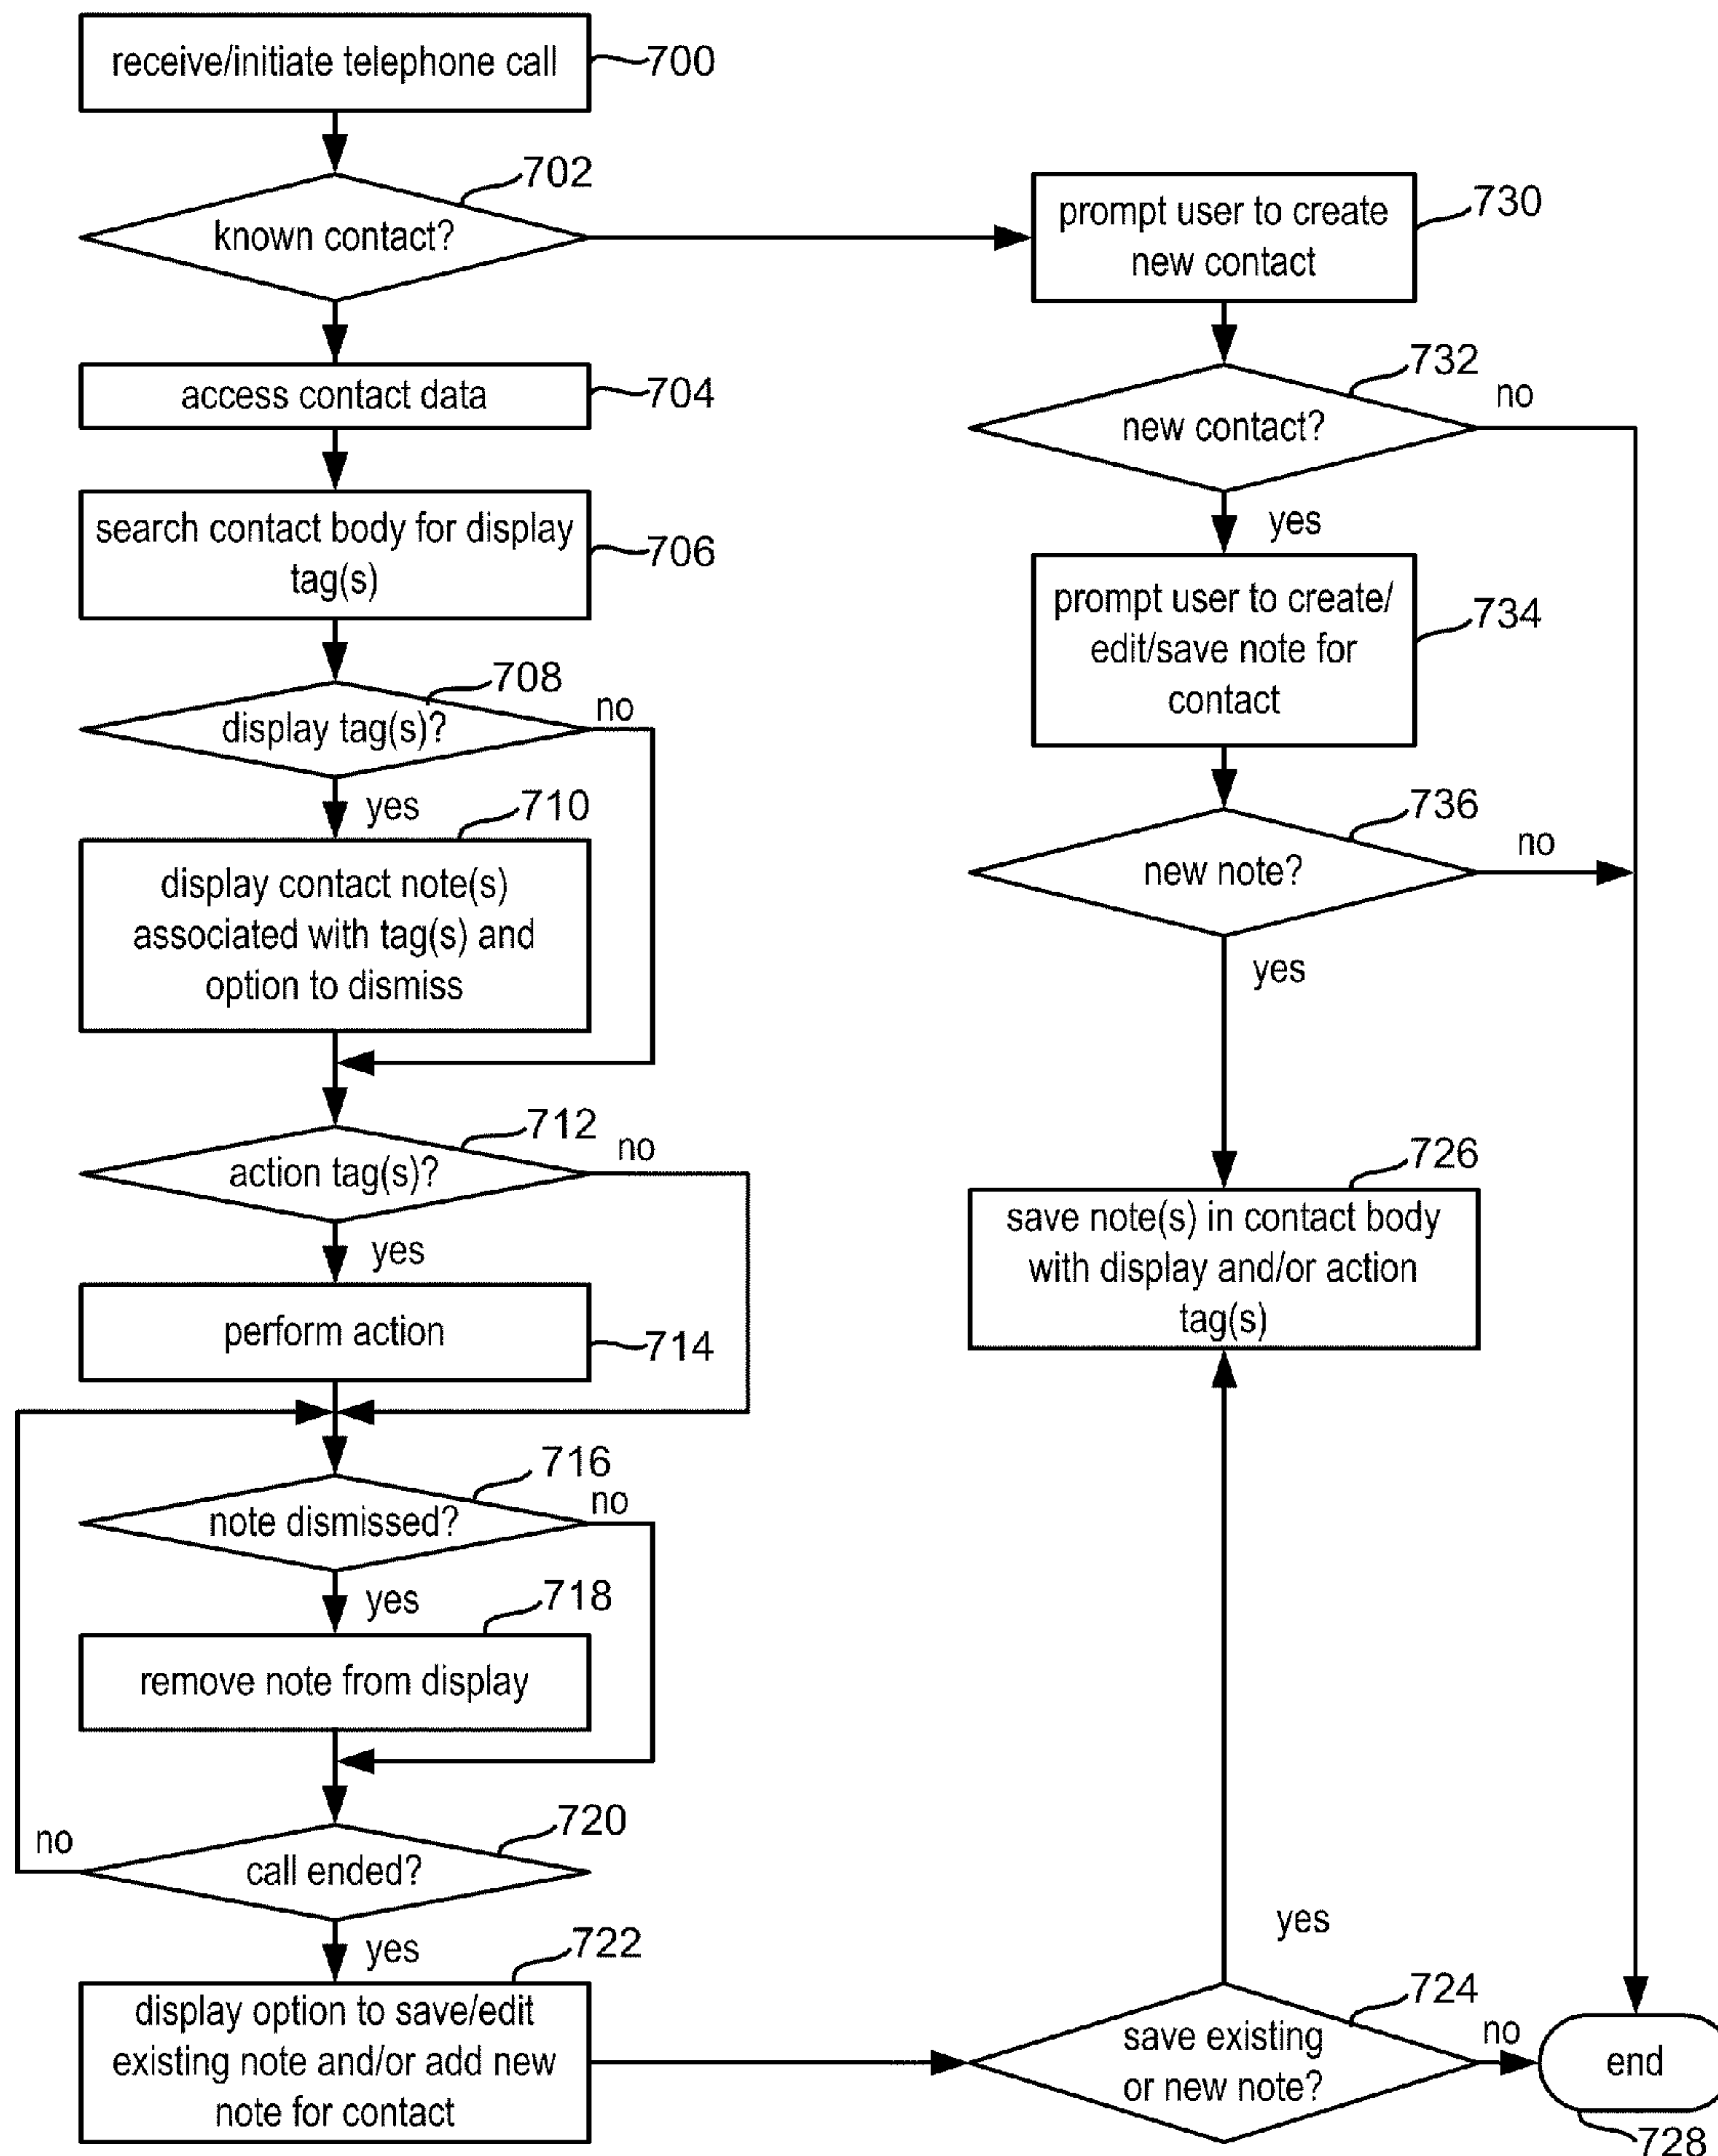 receive/initiate telephone call
700
known contact?
702
access contact data
704
search contact body for display
tag(s)
706
display tag(s)?
708
no
yes
710
display contact note(s)
associated with tag(s) and
option to dismiss
action tag(s)?
712
no
yes
perform action
714
note dismissed?
716
no
yes
718
remove note from display
call ended?
720
no
yes
722
display option to save/edit
existing note and/or add new
note for contact
prompt user to create
new contact
730
new contact?
732
no
yes
prompt user to create/
edit/save note for
contact
734
new note?
736
no
yes
726
save note(s) in contact body
with display and/or action
tag(s)
yes
724
save existing
or new note?
no
end
728